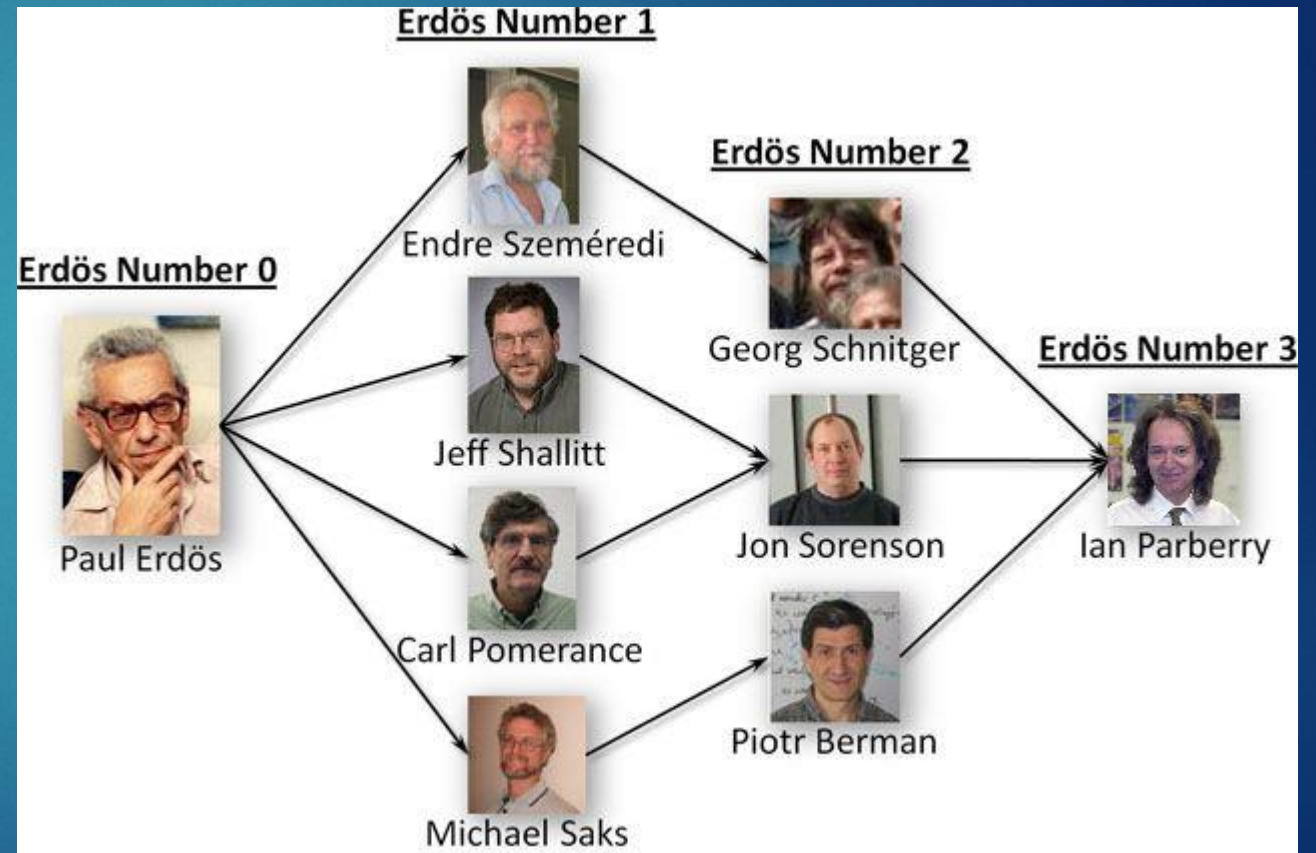 Erdös Number 1
Endre Szeméredi
Jeff Shallitt
Carl Pomerance
Michael Saks
Erdös Number 2
Georg Schnitger
Jon Sorenson
Piotr Berman
Erdös Number 0
Paul Erdös
Erdös Number 3
Ian Parberry